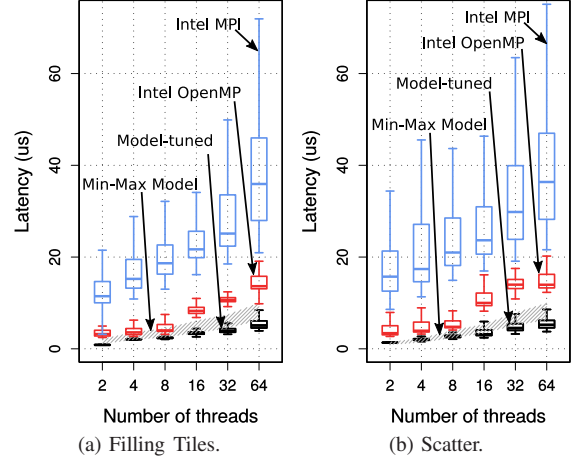 Intel MPI
Intel OpenMP
Model-tuned
Min-Max Model
Latency (us)
60
40
20
0
2 4 8 16 32 64
Number of threads
(a) Filling Tiles.
Intel MPI
Intel OpenMP
Model-tuned
Min-Max Model
Latency (us)
60
40
20
0
2 4 8 16 32 64
Number of threads
(b) Scatter.